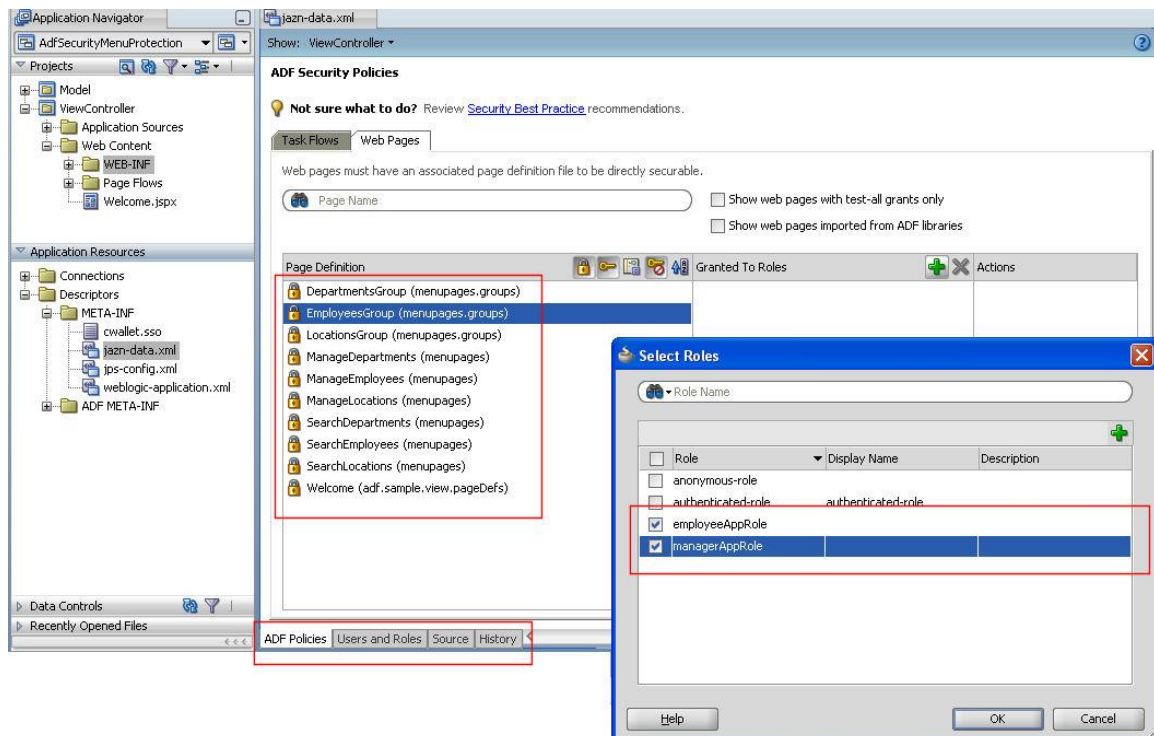 Application Navigator
AdfSecurityMenuProtection
Projects
Model
ViewController
Application Sources
Web Content
WEB-INF
Page Flows
Welcome.jspx
Application Resources
Connections
Descriptors
META-INF
cwallet.sso
jazn-data.xml
jps-config.xml
weblogic-application.xml
ADF META-INF
Data Controls
Recently Opened Files
jazn-data.xml
Show: ViewController
ADF Security Policies
Not sure what to do? Review Security Best Practice recommendations.
Task Flows Web Pages
Web pages must have an associated page definition file to be directly securable.
Page Name
Show web pages with test-all grants only
Show web pages imported from ADF libraries
Page Definition Granted To Roles Actions
DepartmentsGroup (menupages.groups)
EmployeesGroup (menupages.groups)
LocationsGroup (menupages.groups)
ManageDepartments (menupages)
ManageEmployees (menupages)
ManageLocations (menupages)
SearchDepartments (menupages)
SearchEmployees (menupages)
SearchLocations (menupages)
Welcome (adf.sample.view.pageDefs)
ADF Policies Users and Roles Source History
Select Roles
Role Name
Role Display Name Description
anonymous-role
authenticated-role authenticated-role
employeeAppRole
managerAppRole
Help OK Cancel